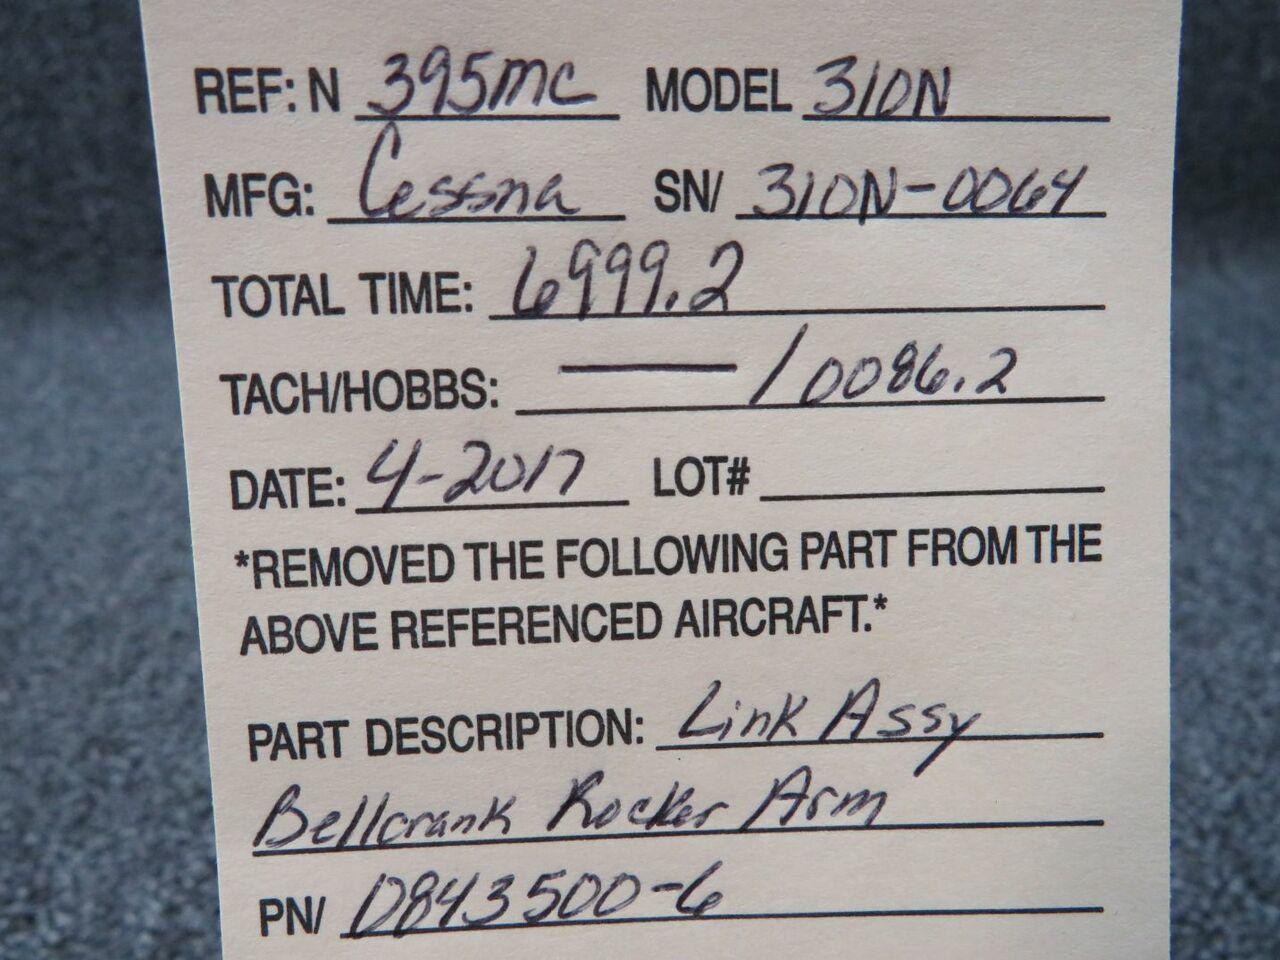 REF: N 395MC MODEL 310N
MFG: Cessna SN/ 310N-0064
TOTAL TIME: 6999.2
TACH/HOBBS: — / 0086.2
DATE: 4-2017 LOT#
*REMOVED THE FOLLOWING PART FROM THE
ABOVE REFERENCED AIRCRAFT.*
PART DESCRIPTION: Link Assy
Bellcrank Rocker Arm
PN/ 0843500-6